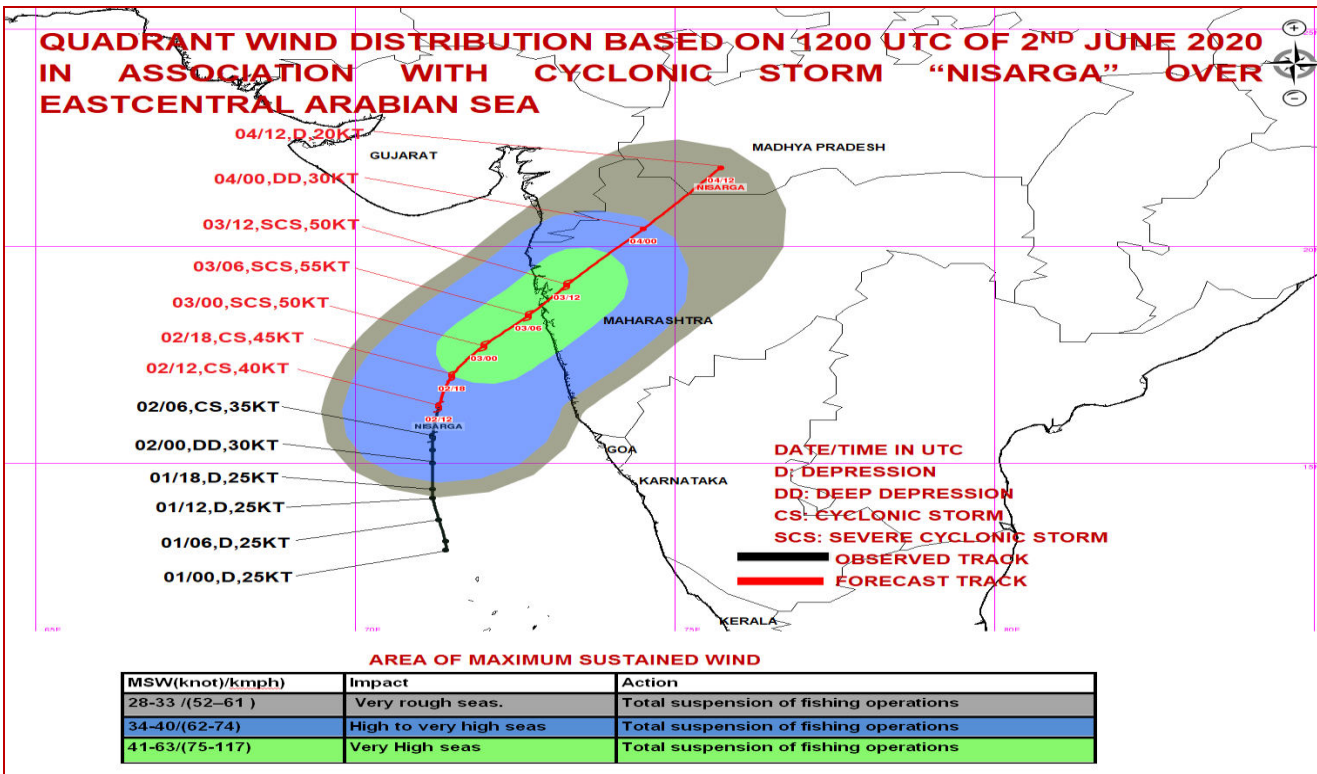 QUADRANT WIND DISTRIBUTION BASED ON 1200 UTC OF 2ND JUNE 2020
IN ASSOCIATION WITH CYCLONIC STORM “NISARGA” OVER
EASTCENTRAL ARABIAN SEA
04/12,D,20KT
GUJARAT
MADHYA PRADESH
04/00,DD,30KT
04/12
NISARGA
03/12,SCS,50KT
04/00
20N
03/06,SCS,55KT
03/12
03/00,SCS,50KT
MAHARASHTRA
03/06
02/18,CS,45KT
03/00
02/12,CS,40KT
02/18
02/06,CS,35KT
02/12
NISARGA
02/00,DD,30KT
GOA
DATE/TIME IN UTC
01/18,D,25KT
KARNATAKA
D: DEPRESSION
DD: DEEP DEPRESSION
01/12,D,25KT
CS: CYCLONIC STORM
01/06,D,25KT
SCS: SEVERE CYCLONIC STORM
OBSERVED TRACK
01/00,D,25KT
FORECAST TRACK
KERALA
65E 70E 75E 80E
AREA OF MAXIMUM SUSTAINED WIND
MSW(knot)/kmph) Impact Action
28-33 /(52–61 ) Very rough seas. Total suspension of fishing operations
34-40/(62-74) High to very high seas Total suspension of fishing operations
41-63/(75-117) Very High seas Total suspension of fishing operations